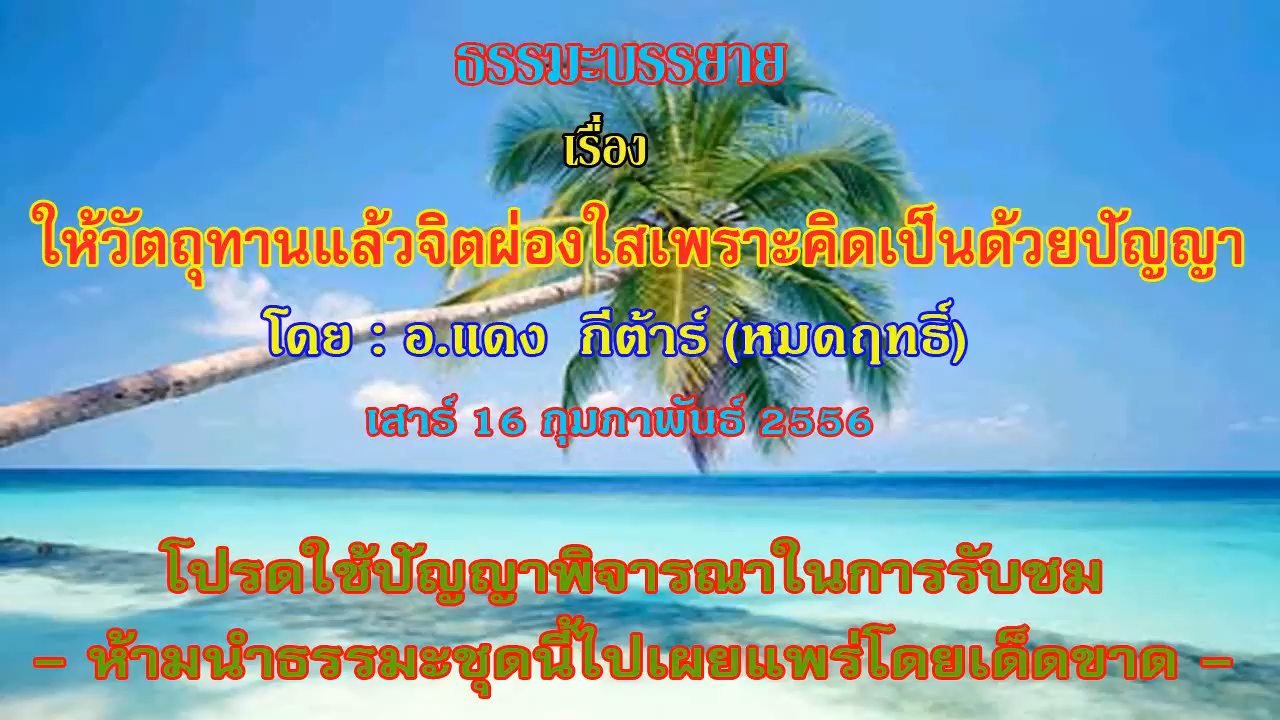 ธรรมะบรรยาย
เรื่อง
ให้วัตถุทานแล้วจิตผ่องใสเพราะคิดเป็นด้วยปัญญา
โดย : อ.แดง กีต้าร์ (หมดฤทธิ์)
เสาร์ 16 กุมภาพันธ์ 2556
โปรดใช้ปัญญาพิจารณาในการรับชม
- ห้ามนำธรรมะชุดนี้ไปเผยแพร่โดยเด็ดขาด -